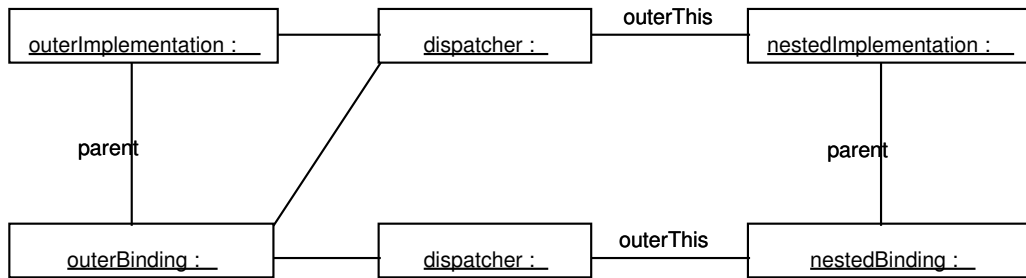 outerThis
outerImplementation :
dispatcher :
nestedImplementation :
parent
parent
outerThis
outerBinding :
dispatcher :
nestedBinding :